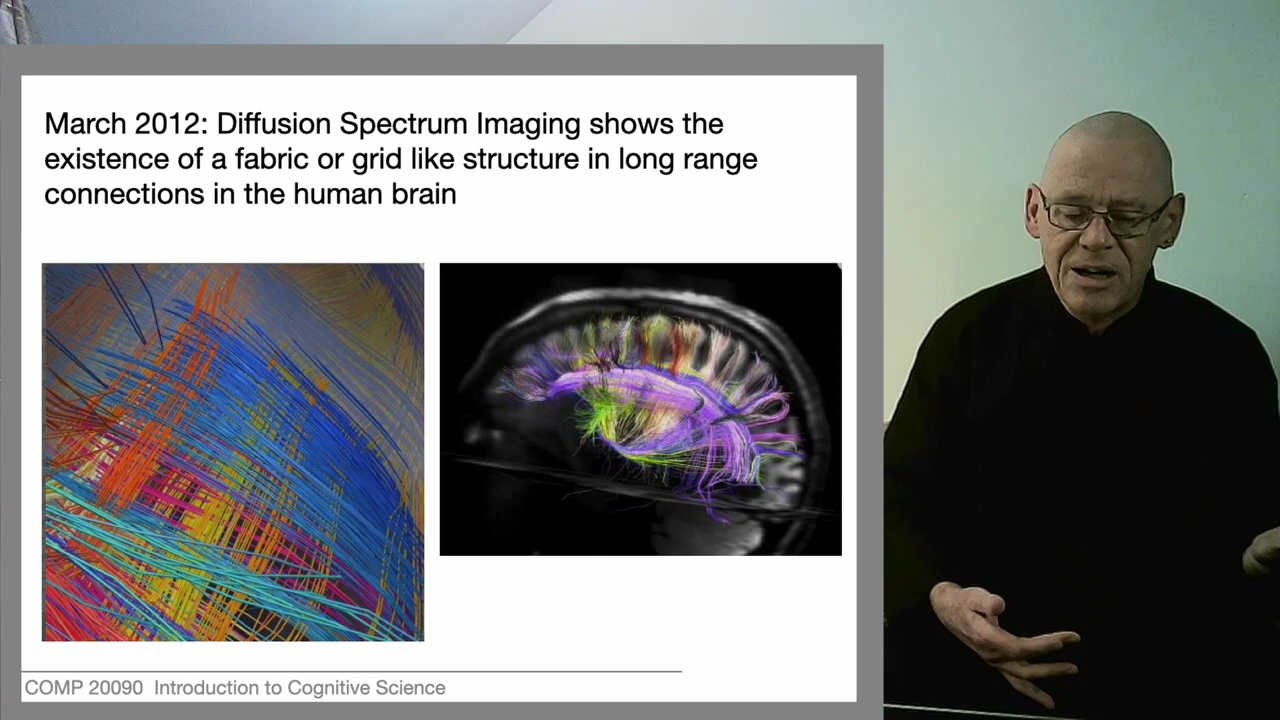 March 2012: Diffusion Spectrum Imaging shows the
existence of a fabric or grid like structure in long range
connections in the human brain
COMP 20090 Introduction to Cognitive Science